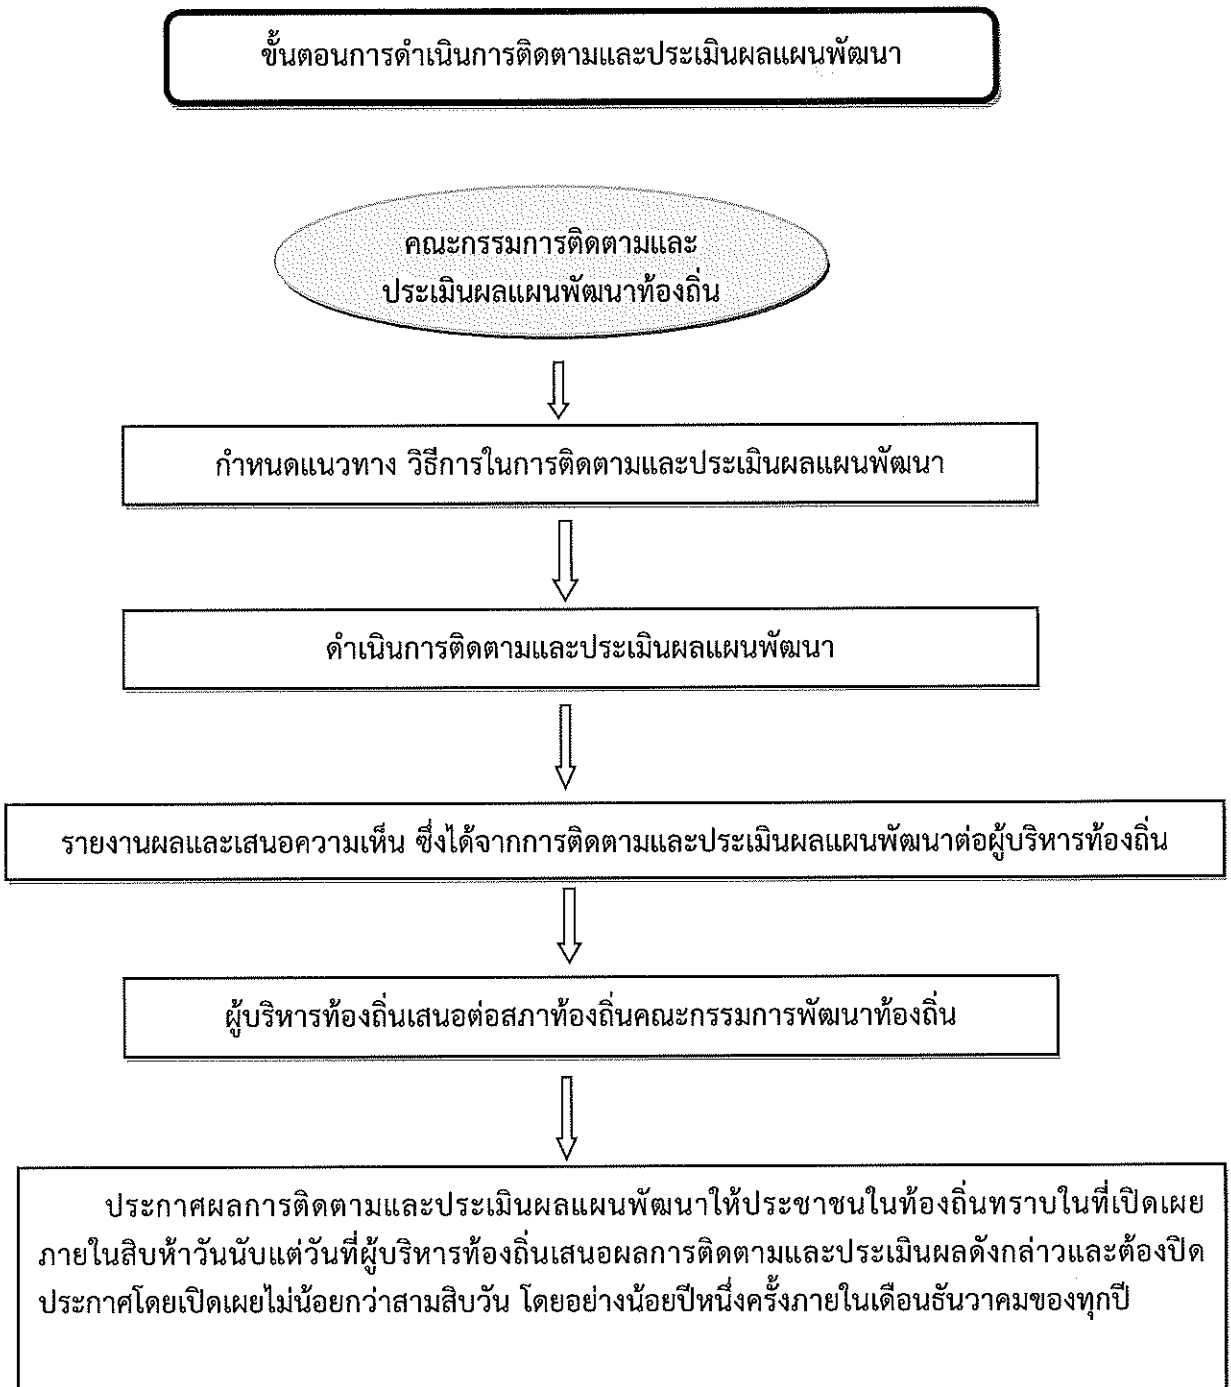 ขั้นตอนการดำเนินการติดตามและประเมินผลแผนพัฒนา
คณะกรรมการติดตามและ
ประเมินผลแผนพัฒนาท้องถิ่น
กำหนดแนวทาง วิธีการในการติดตามและประเมินผลแผนพัฒนา
ดำเนินการติดตามและประเมินผลแผนพัฒนา
รายงานผลและเสนอความเห็น ซึ่งได้จากการติดตามและประเมินผลแผนพัฒนาต่อผู้บริหารท้องถิ่น
ผู้บริหารท้องถิ่นเสนอต่อสภาท้องถิ่นคณะกรรมการพัฒนาท้องถิ่น
ประกาศผลการติดตามและประเมินผลแผนพัฒนาให้ประชาชนในท้องถิ่นทราบในที่เปิดเผย
ภายในสิบห้าวันนับแต่วันที่ผู้บริหารท้องถิ่นเสนอผลการติดตามและประเมินผลดังกล่าวและต้องปิด
ประกาศโดยเปิดเผยไม่น้อยกว่าสามสิบวัน โดยอย่างน้อยปีหนึ่งครั้งภายในเดือนธันวาคมของทุกปี